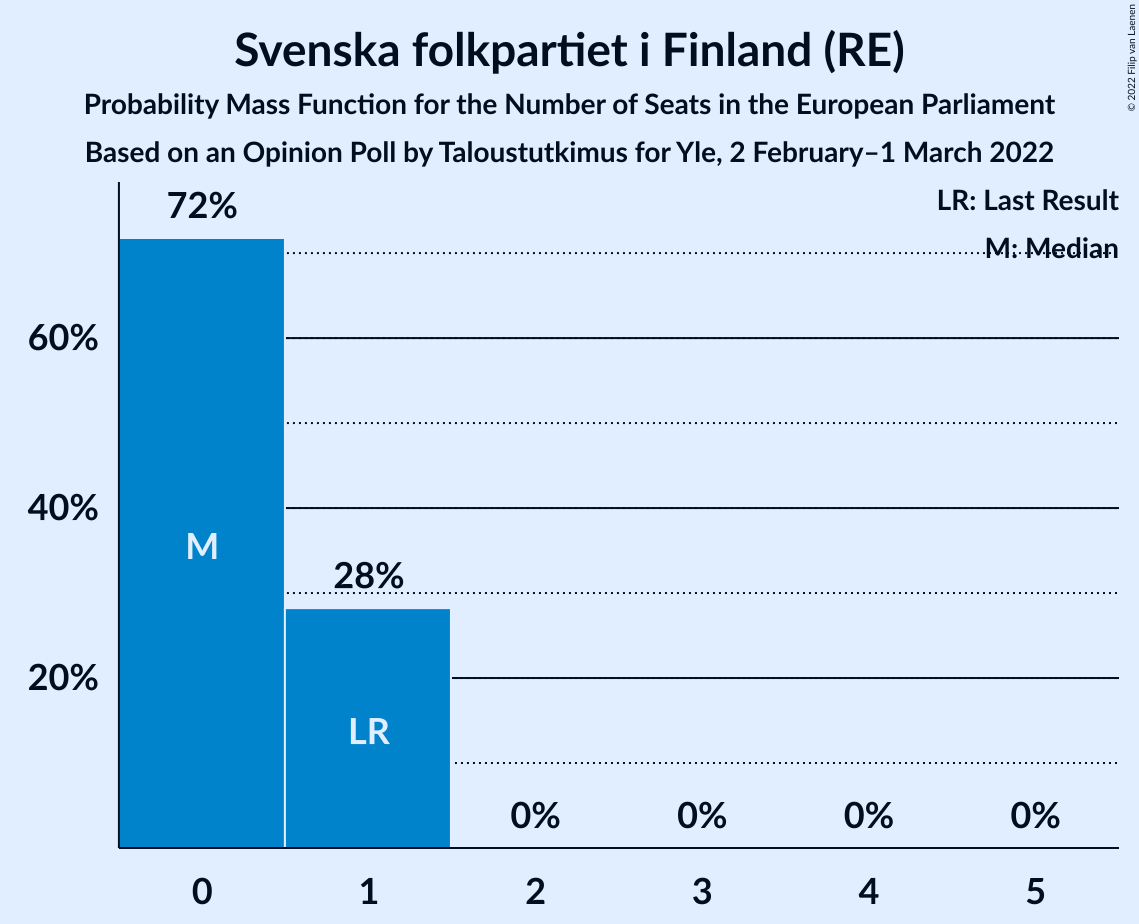 Svenska folkpartiet i Finland (RE)
Probability Mass Function for the Number of Seats in the European Parliament
Based on an Opinion Poll by Taloustutkimus for Yle, 2 February–1 March 2022
© 2022 Filip van Laenen
LR: Last Result
M: Median
72%
60%
40%
20%
M
28%
LR
0%
0%
0%
0%
0
1
2
3
4
5